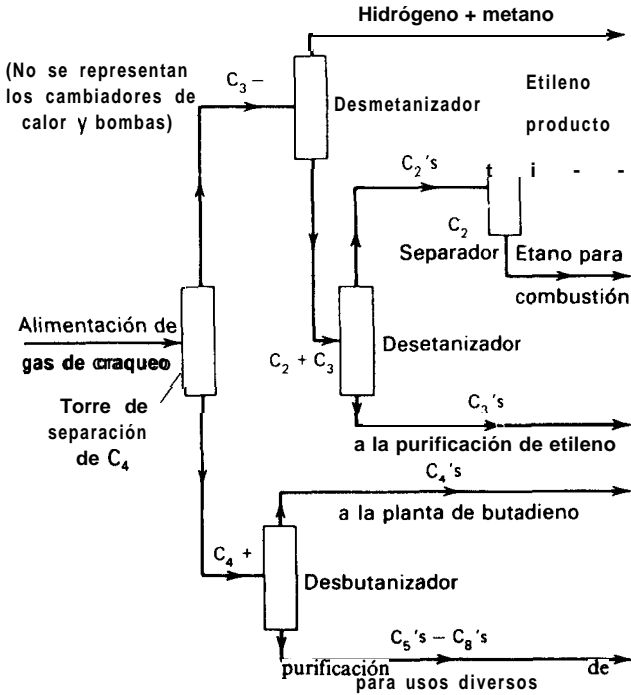 Hidrógeno + metano
(No se representan
los cambiadores de
calor y bombas)
C₃ –
Desmetanizador
Etileno
producto
C₂'s
t i - -
C₂
Separador
Etano para
combustión
Alimentación de
gas de craqueo
C₂ + C₃
Desetanizador
Torre de
separación
de C₄
C₃'s
a la purificación de etileno
C₄'s
a la planta de butadieno
C₄ +
Desbutanizador
C₅'s – C₈'s
purificación de
para usos diversos